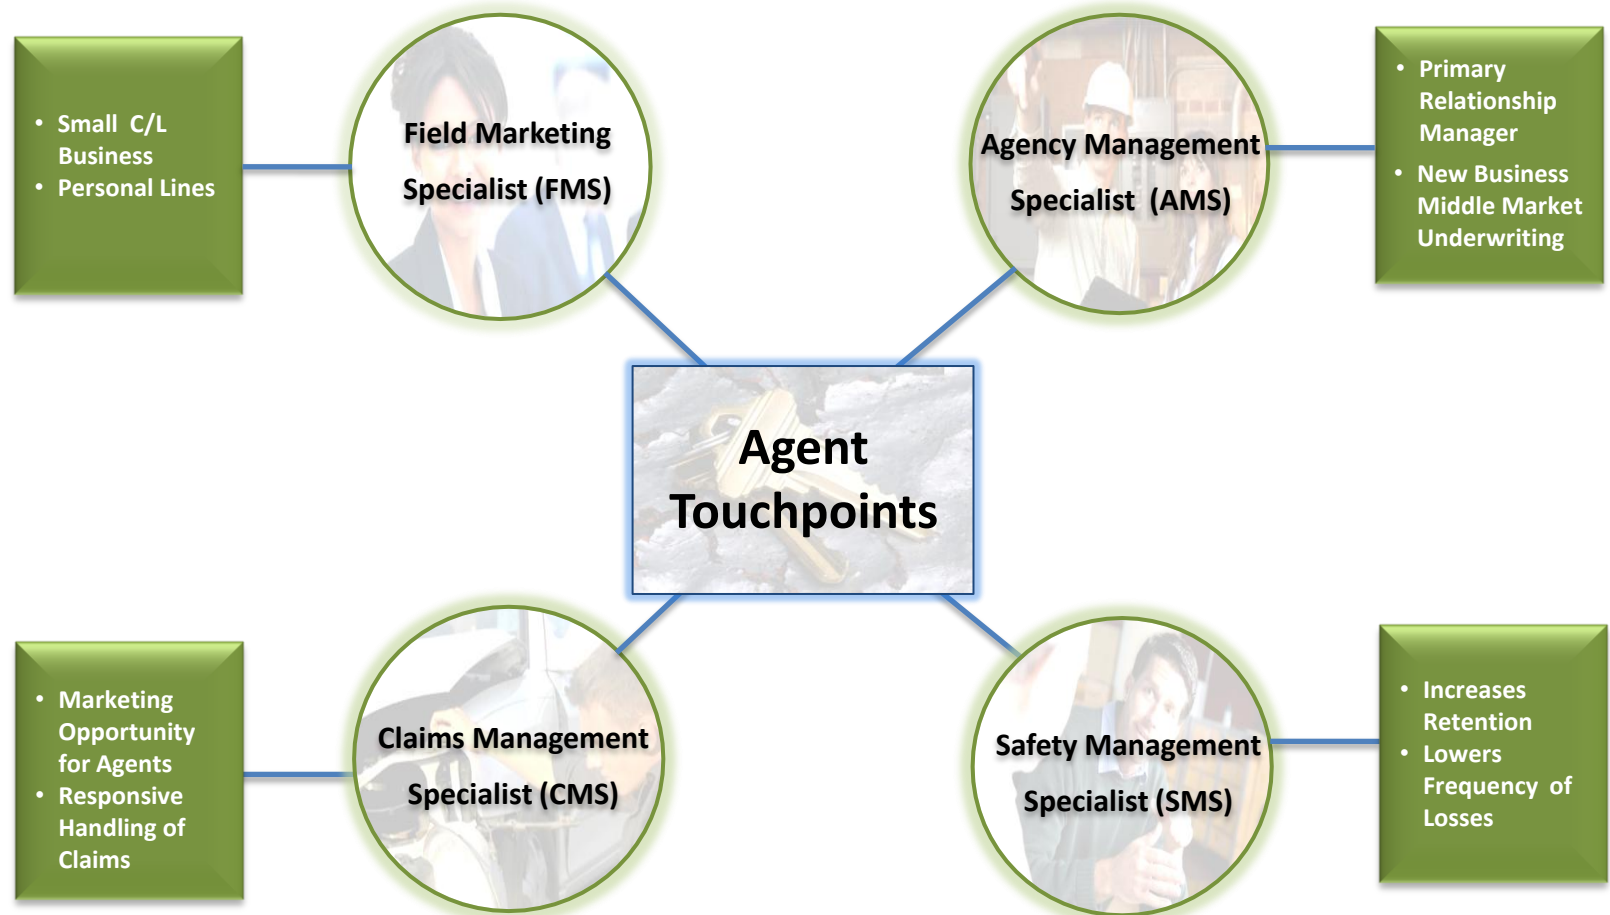 • Small  C/L
Business
• Personal Lines
Field Marketing
Specialist (FMS)
Agency Management
Specialist  (AMS)
• Primary
Relationship
Manager
• New Business
Middle Market
Underwriting
Agent
Touchpoints
• Marketing
Opportunity
for Agents
• Responsive
Handling of
Claims
Claims Management
Specialist (CMS)
Safety Management
Specialist (SMS)
• Increases
Retention
• Lowers
Frequency  of
Losses